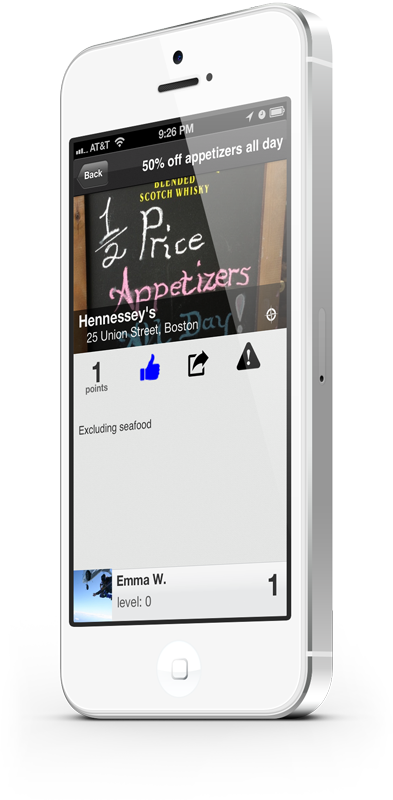 AT&T 9:26 PM
Back 50% off appetizers all day
BLENDED
SCOTCH WHISKY
1/2 Price
Appetizers
All Day!
Hennessey's
25 Union Street, Boston
1
points
Excluding seafood
Emma W.
level: 0
1